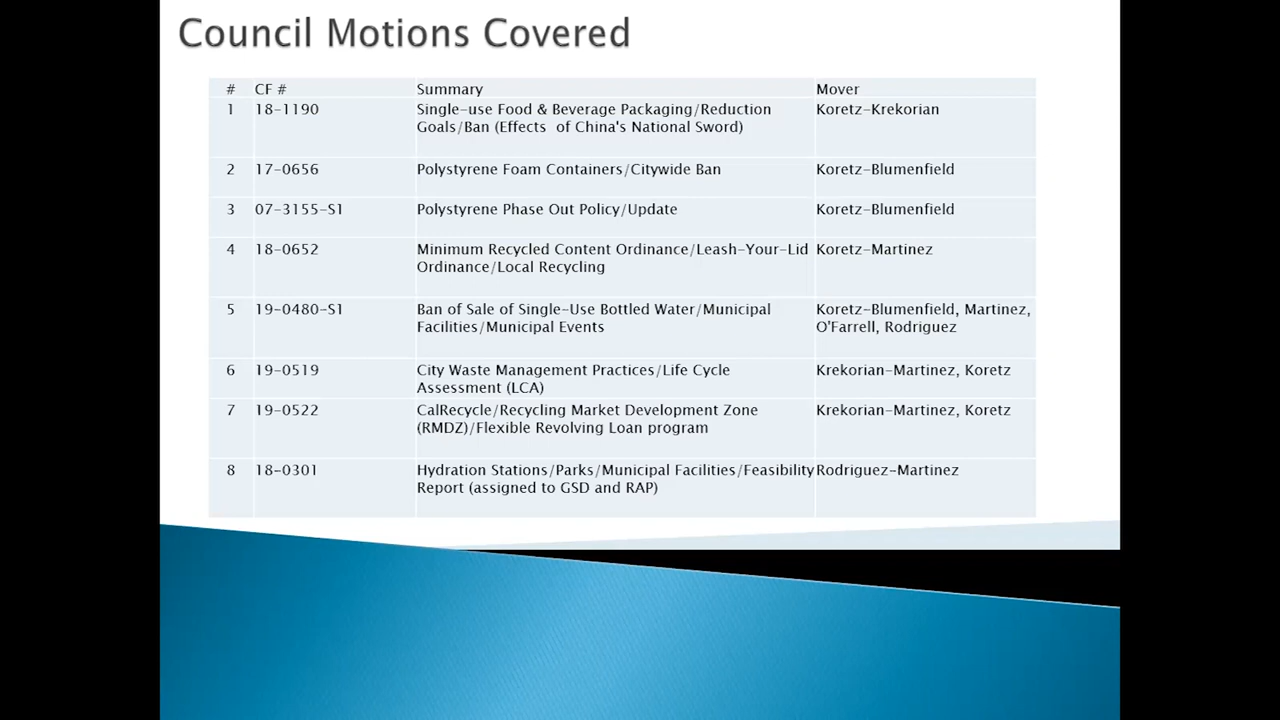 Council Motions Covered
# CF # Summary Mover
1 18-1190 Single-use Food & Beverage Packaging/Reduction Koretz-Krekorian
Goals/Ban (Effects of China's National Sword)
2 17-0656 Polystyrene Foam Containers/Citywide Ban Koretz-Blumenfield
3 07-3155-S1 Polystyrene Phase Out Policy/Update Koretz-Blumenfield
4 18-0652 Minimum Recycled Content Ordinance/Leash-Your-Lid Koretz-Martinez
Ordinance/Local Recycling
5 19-0480-S1 Ban of Sale of Single-Use Bottled Water/Municipal Koretz-Blumenfield, Martinez,
Facilities/Municipal Events O'Farrell, Rodriguez
6 19-0519 City Waste Management Practices/Life Cycle Krekorian-Martinez, Koretz
Assessment (LCA)
7 19-0522 CalRecycle/Recycling Market Development Zone Krekorian-Martinez, Koretz
(RMDZ)/Flexible Revolving Loan program
8 18-0301 Hydration Stations/Parks/Municipal Facilities/Feasibility Rodriguez-Martinez
Report (assigned to GSD and RAP)